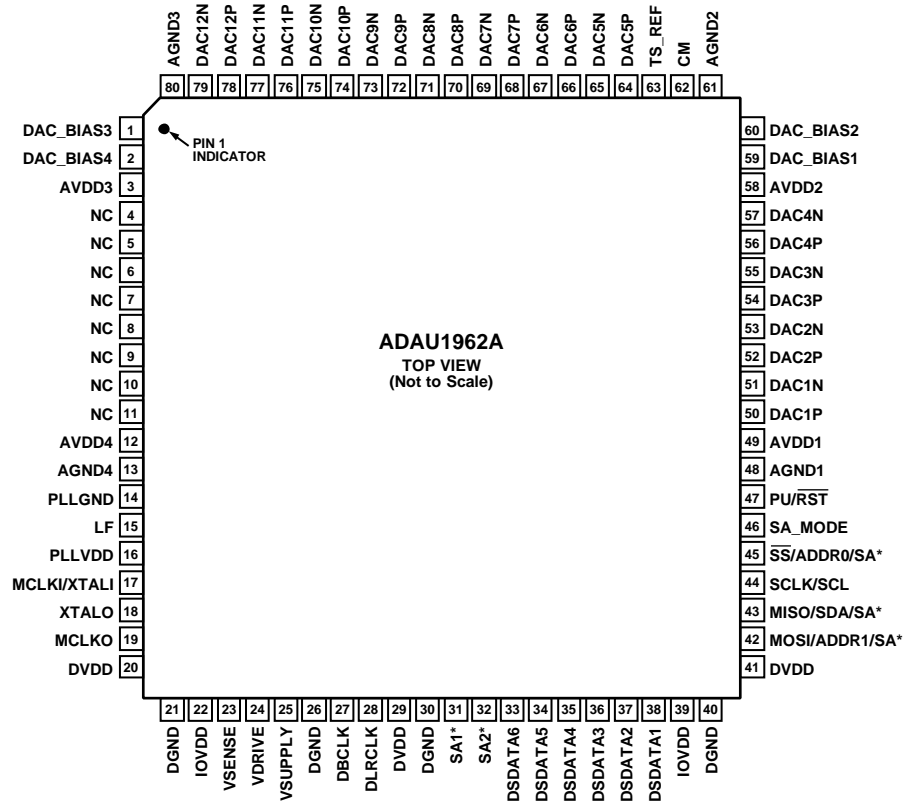 AGND3 DAC12N DAC12P DAC11N DAC11P DAC10N DAC10P DAC9N DAC9P DAC8N DAC8P DAC7N DAC7P DAC6N DAC6P DAC5N DAC5P TS_REF CM AGND2
80 79 78 77 76 75 74 73 72 71 70 69 68 67 66 65 64 63 62 61
DAC_BIAS3 1
DAC_BIAS4 2
AVDD3 3
NC 4
NC 5
NC 6
NC 7
NC 8
NC 9
NC 10
NC 11
AVDD4 12
AGND4 13
PLLGND 14
LF 15
PLLVDD 16
MCLKI/XTALI 17
XTALO 18
MCLKO 19
DVDD 20
PIN 1
INDICATOR
ADAU1962A
TOP VIEW
(Not to Scale)
60 DAC_BIAS2
59 DAC_BIAS1
58 AVDD2
57 DAC4N
56 DAC4P
55 DAC3N
54 DAC3P
53 DAC2N
52 DAC2P
51 DAC1N
50 DAC1P
49 AVDD1
48 AGND1
47 PU/RST
46 SA_MODE
45 SS/ADDR0/SA*
44 SCLK/SCL
43 MISO/SDA/SA*
42 MOSI/ADDR1/SA*
41 DVDD
21 22 23 24 25 26 27 28 29 30 31 32 33 34 35 36 37 38 39 40
DGND IOVDD VSENSE VDRIVE VSUPPLY DGND DBCLK DLRCLK DVDD DGND SA1* SA2* DSDATA6 DSDATA5 DSDATA4 DSDATA3 DSDATA2 DSDATA1 IOVDD DGND